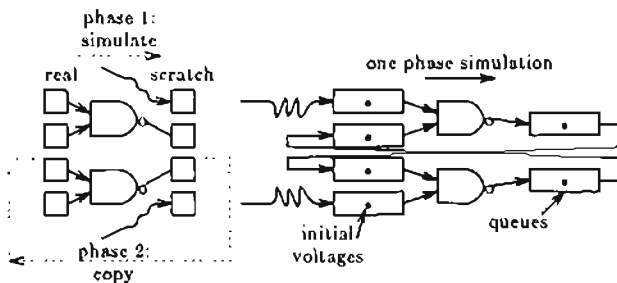 phase 1:
simulate
real
scratch
one phase simulation
initial
voltages
queues
phase 2:
copy